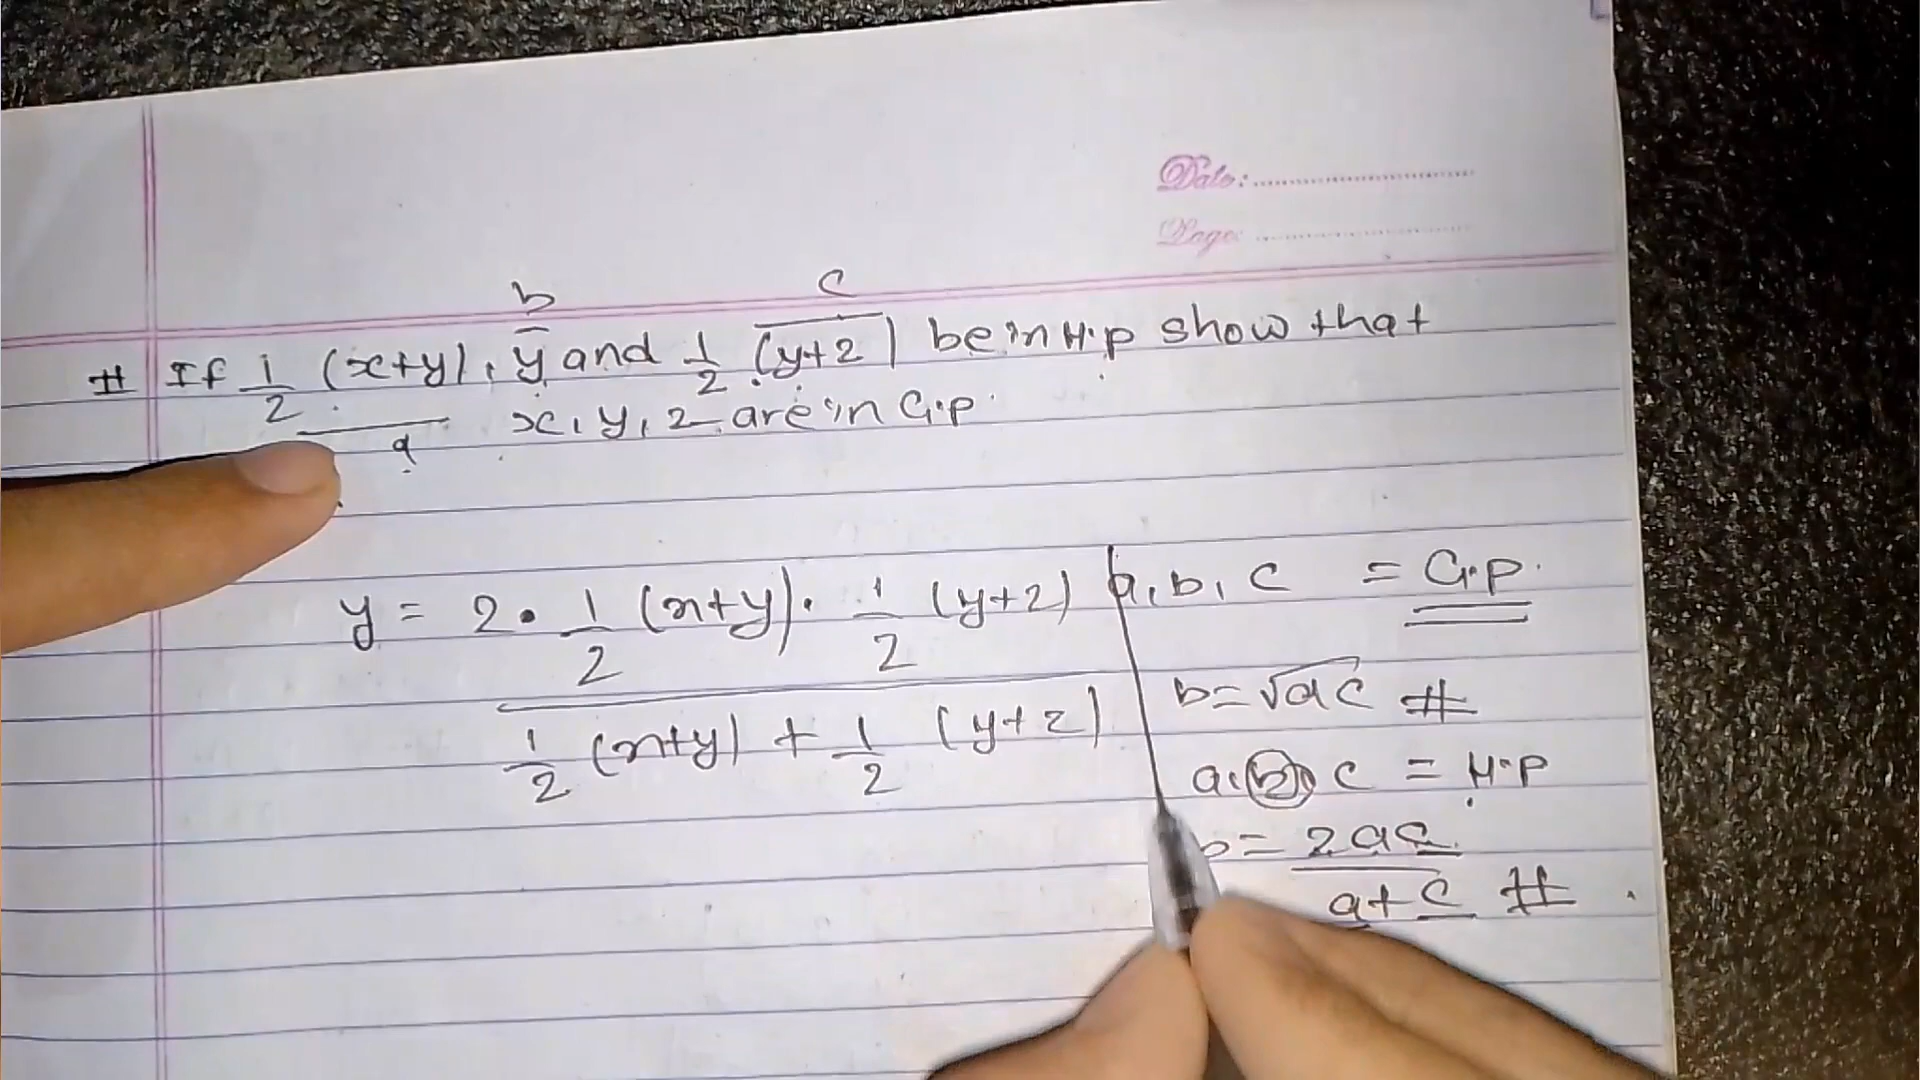 Date:
Page:
b
c
# If 1/2 (x+y), y and 1/2 (y+z) be in H.p show that
a
x, y, z are in G.p.
y = 2 . 1/2 (x+y) . 1/2 (y+z)
1/2 (x+y) + 1/2 (y+z)
a, b, c = G.p.
b = √ac #
a, b, c = H.p
b = 2ac
a+c #